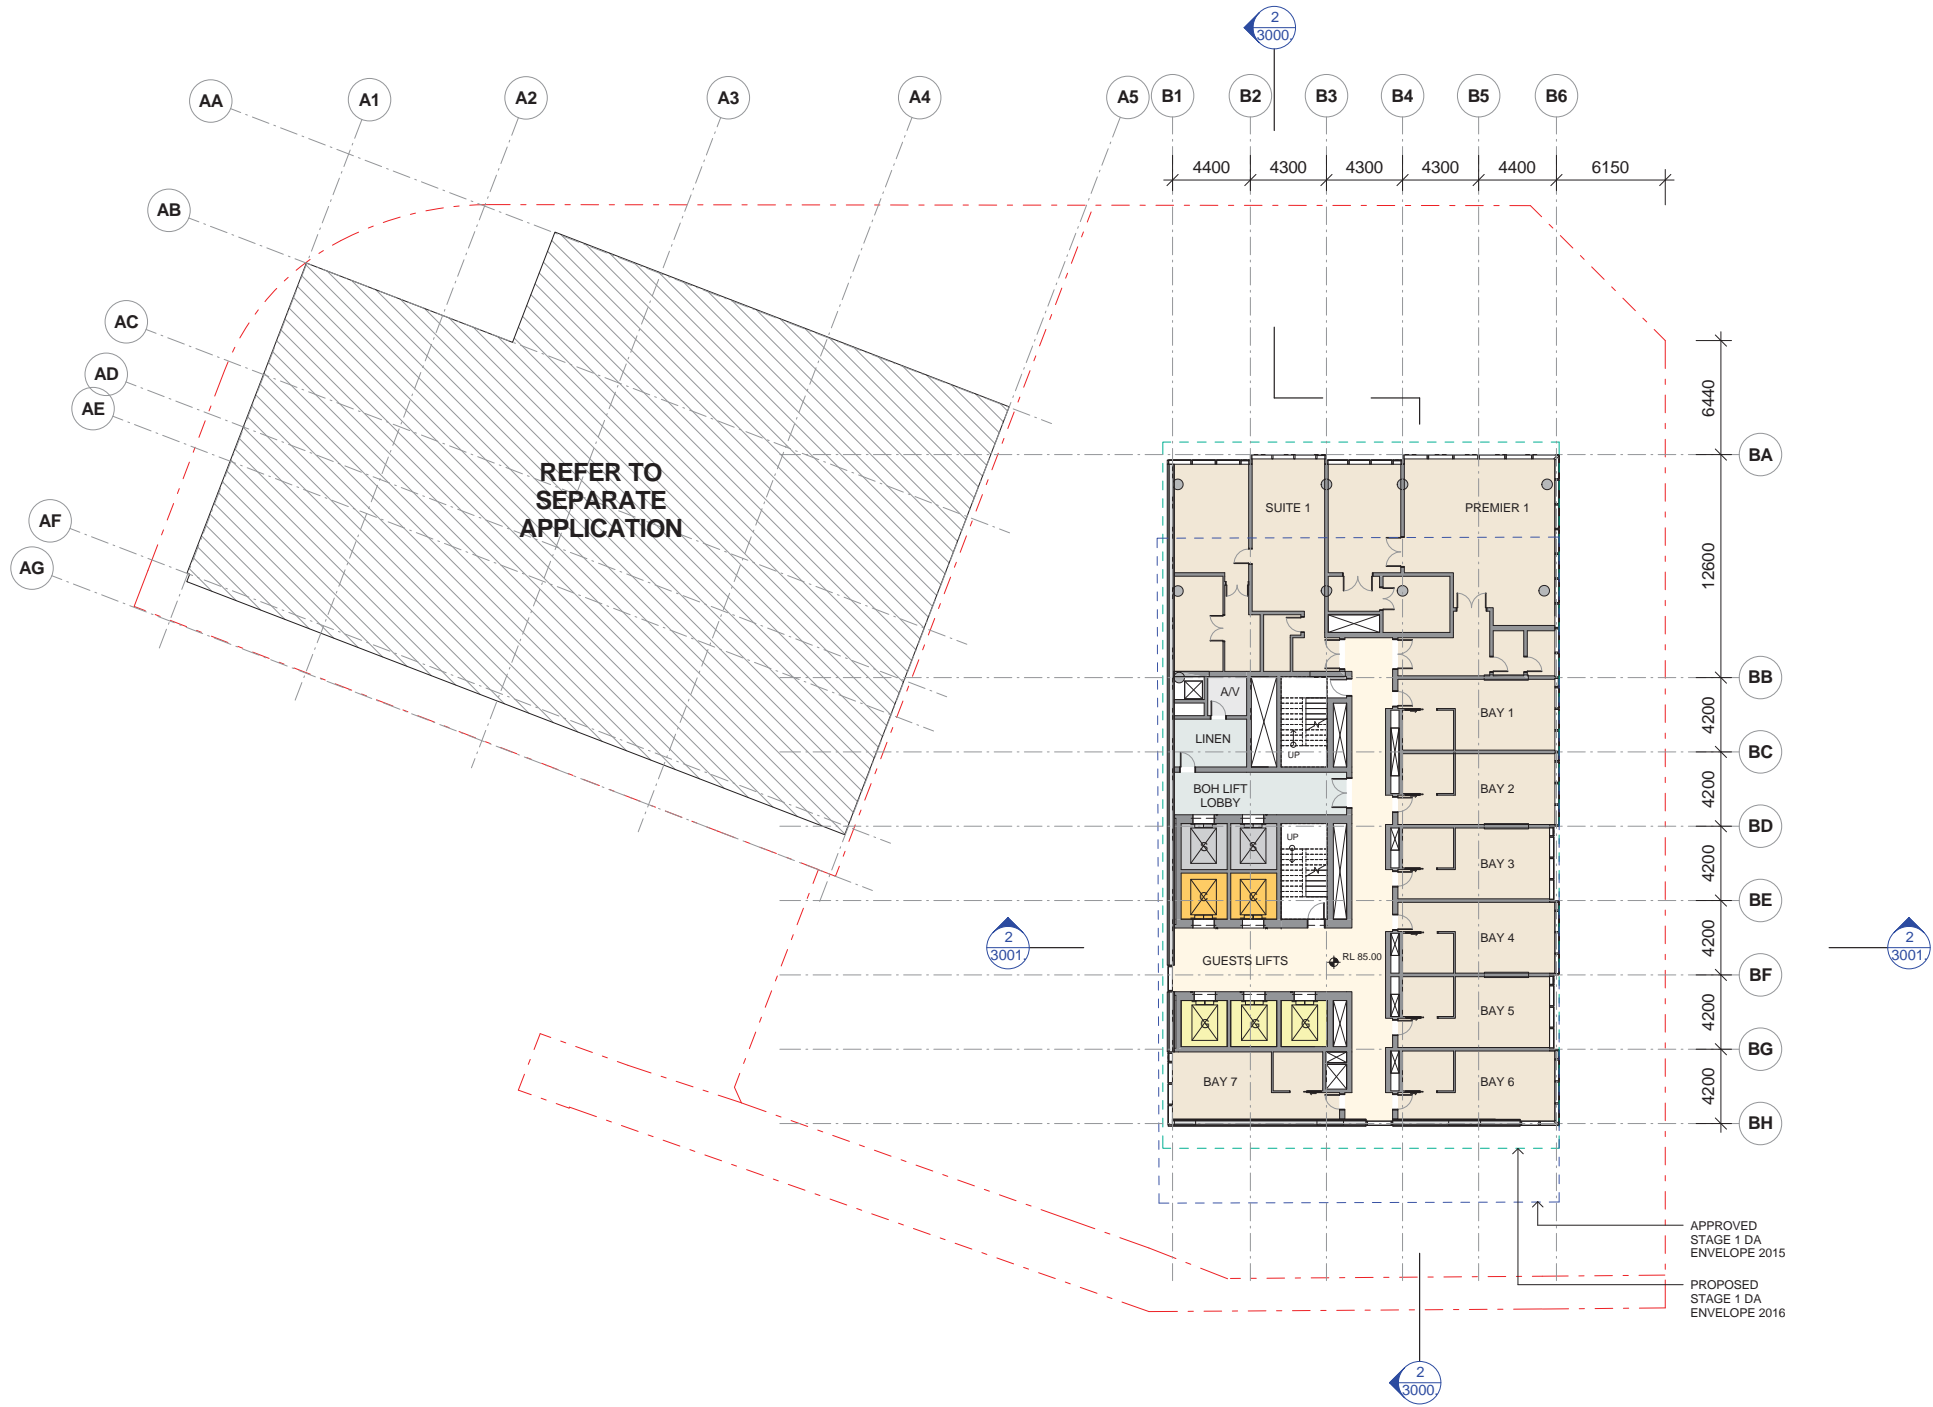 2
3000.
AA
A1
A2
A3
A4
A5
B1
B2
B3
B4
B5
B6
4400
4300
4300
4300
4400
6150
AB
AC
AD
AE
AF
AG
REFER TO
SEPARATE
APPLICATION
6440
BA
12600
BB
4200
BC
4200
BD
4200
BE
4200
BF
4200
BG
4200
BH
SUITE 1
PREMIER 1
A/V
LINEN
UP
BOH LIFT
LOBBY
UP
S
S
C
C
GUESTS LIFTS
RL 85.00
G
G
G
BAY 1
BAY 2
BAY 3
BAY 4
BAY 5
BAY 6
BAY 7
2
3001.
2
3001.
APPROVED
STAGE 1 DA
ENVELOPE 2015
PROPOSED
STAGE 1 DA
ENVELOPE 2016
2
3000.